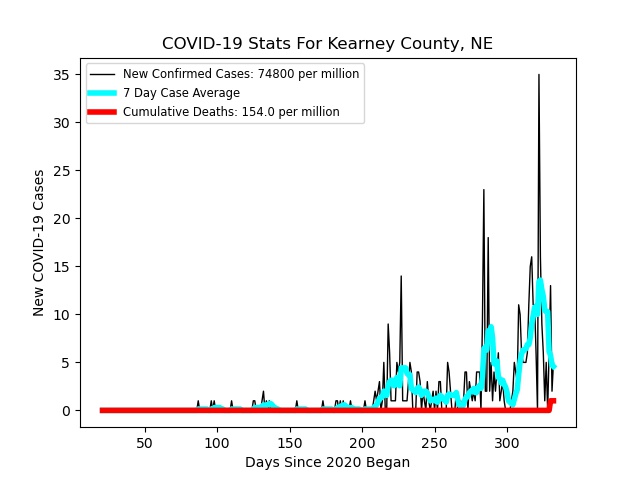 COVID-19 Stats For Kearney County, NE
New Confirmed Cases: 74800 per million
7 Day Case Average
Cumulative Deaths: 154.0 per million
New COVID-19 Cases
35
30
25
20
15
10
5
0
50 100 150 200 250 300
Days Since 2020 Began